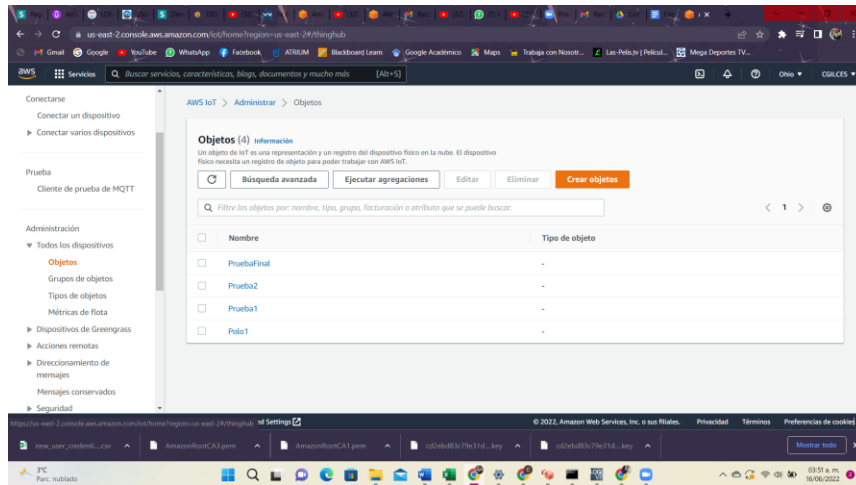 us-east-2.console.aws.amazon.com/iot/home?region=us-east-2#/thinghub
Gmail Google YouTube WhatsApp Facebook ATRIUM Blackboard Learn Google Académico Maps Trabaja con Nosotr... Las-Pelis.tv | Pelicul... Mega Deportes TV...
aws Servicios Buscar servicios, características, blogs, documentos y mucho más [Alt+S] Ohio CGILCES
Conectarse
Conectar un dispositivo
Conectar varios dispositivos
Prueba
Cliente de prueba de MQTT
Administración
Todos los dispositivos
Objetos
Grupos de objetos
Tipos de objetos
Métricas de flota
Dispositivos de Greengrass
Acciones remotas
Direccionamiento de
mensajes
Mensajes conservados
Seguridad
AWS IoT > Administrar > Objetos
Objetos (4) Información
Un objeto de IoT es una representación y un registro del dispositivo físico en la nube. El dispositivo
físico necesita un registro de objeto para poder trabajar con AWS IoT.
Búsqueda avanzada Ejecutar agregaciones Editar Eliminar Crear objetos
Filtre los objetos por: nombre, tipo, grupo, facturación o atributo que se puede buscar.
1
Nombre Tipo de objeto
PruebaFinal -
Prueba2 -
Prueba1 -
Polo1 -
https://us-east-2.console.aws.amazon.com/iot/home?region=us-east-2#/thinghub ed Settings © 2022, Amazon Web Services, Inc. o sus filiales. Privacidad Términos Preferencias de cookies
new_user_credenti....csv AmazonRootCA3.pem AmazonRootCA1.pem cd2ebd83c79e31d....key cd2ebd83c79e31d....key Mostrar todo
3°C
Parc. nublado
03:51 a. m.
16/06/2022